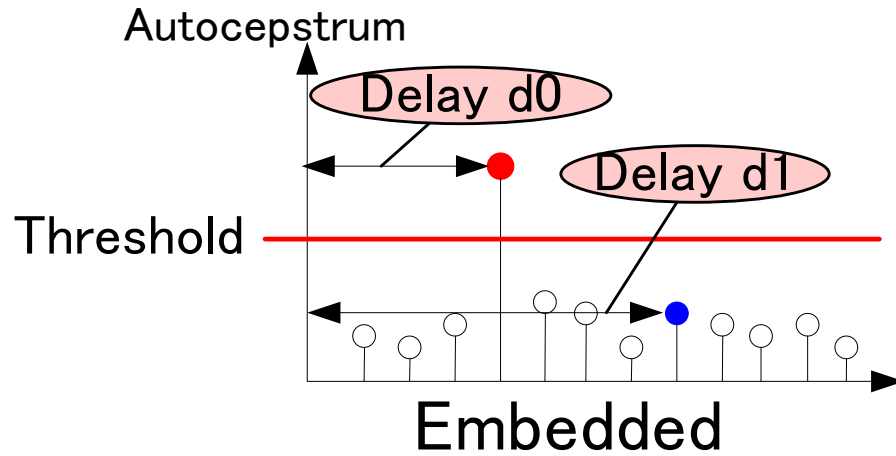 Autocepstrum
Delay d0
Delay d1
Threshold
Embedded